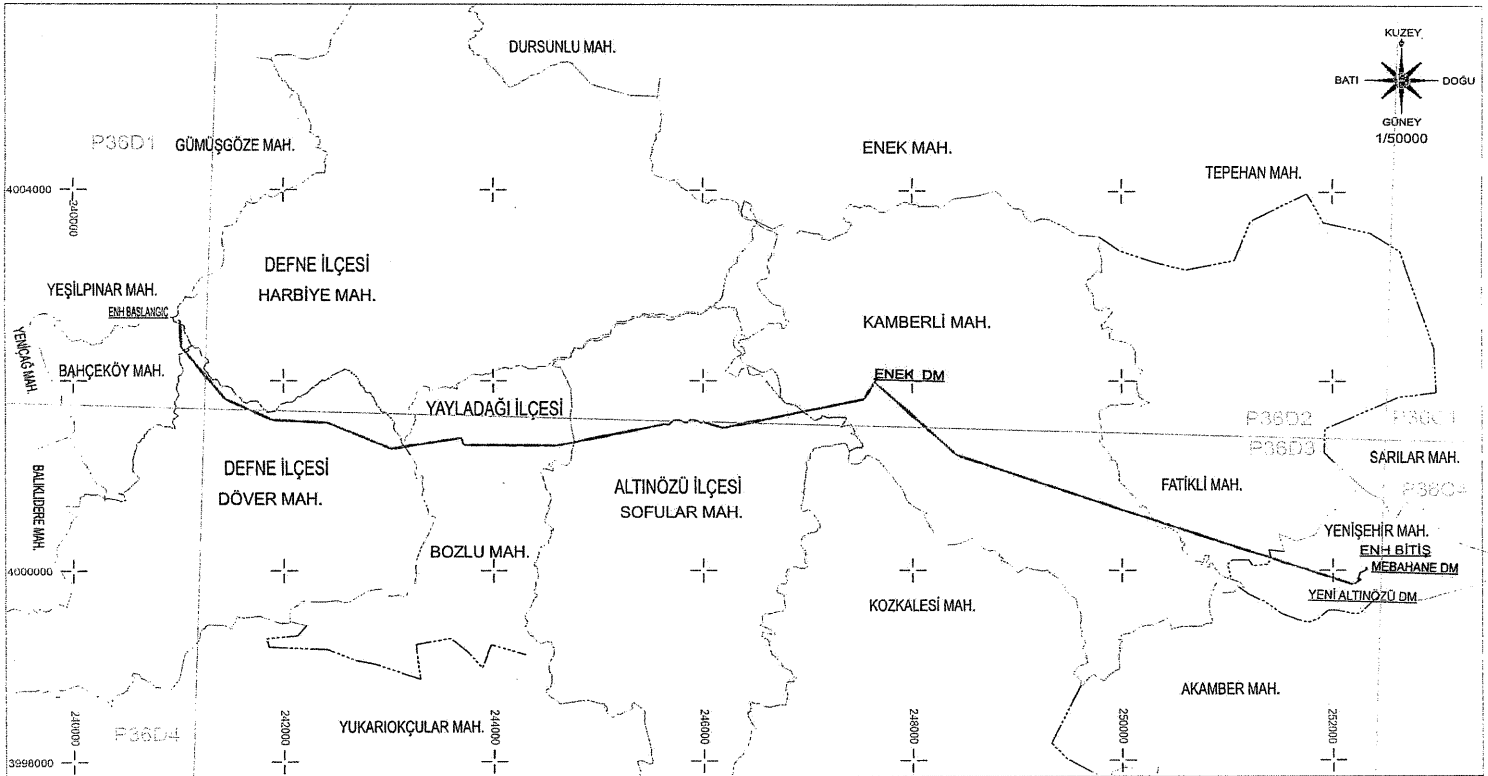 DURSUNLU MAH.
KUZEY
BATI
DOĞU
GÜNEY
1/50000
P36D1
GÜMÜŞGÖZE MAH.
ENEK MAH.
TEPEHAN MAH.
4004000
240000
DEFNE İLÇESİ
HARBİYE MAH.
YEŞİLPINAR MAH.
ENH BAŞLANGIÇ
KAMBERLİ MAH.
YENİÇAĞ MAH.
BAHÇEKÖY MAH.
ENEK DM
YAYLADAĞI İLÇESİ
P36D2
P36C1
P36D3
SARILAR MAH.
DEFNE İLÇESİ
DÖVER MAH.
ALTINÖZÜ İLÇESİ
SOFULAR MAH.
FATİKLİ MAH.
P36C4
BALIKLIDERE MAH.
YENİŞEHİR MAH.
BOZLU MAH.
ENH BİTİŞ
MEBAHANE DM
4000000
YENİ ALTINÖZÜ DM
KOZKALESİ MAH.
AKAMBER MAH.
YUKARIOKÇULAR MAH.
P36D4
240000
242000
244000
246000
248000
250000
252000
3998000